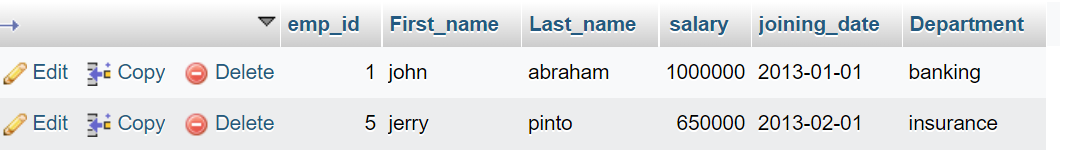 emp_id First_name Last_name salary joining_date Department
Edit Copy Delete 1 john abraham 1000000 2013-01-01 banking
Edit Copy Delete 5 jerry pinto 650000 2013-02-01 insurance